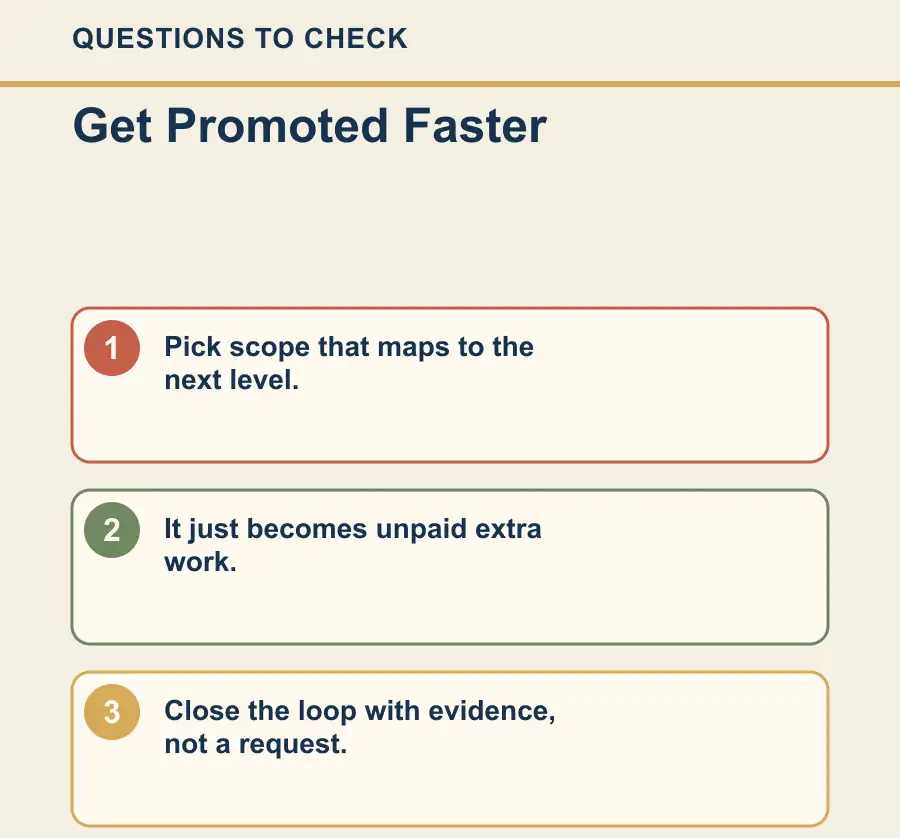 QUESTIONS TO CHECK
Get Promoted Faster
1
Pick scope that maps to the
next level.
2
It just becomes unpaid extra
work.
3
Close the loop with evidence,
not a request.